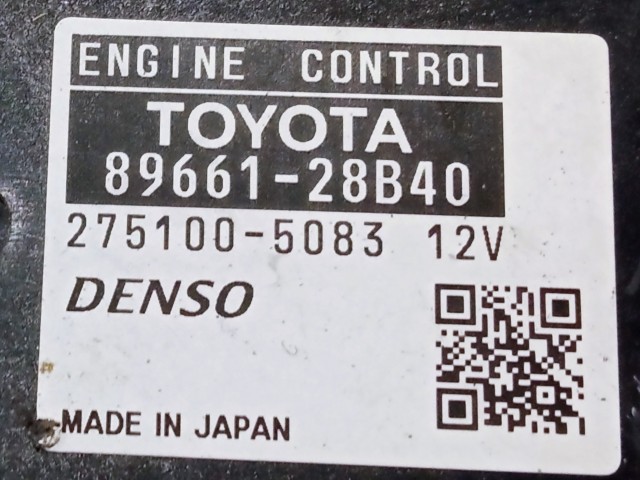 ENGINE CONTROL
TOYOTA
89661-28B40
275100-5083 12V
DENSO
MADE IN JAPAN